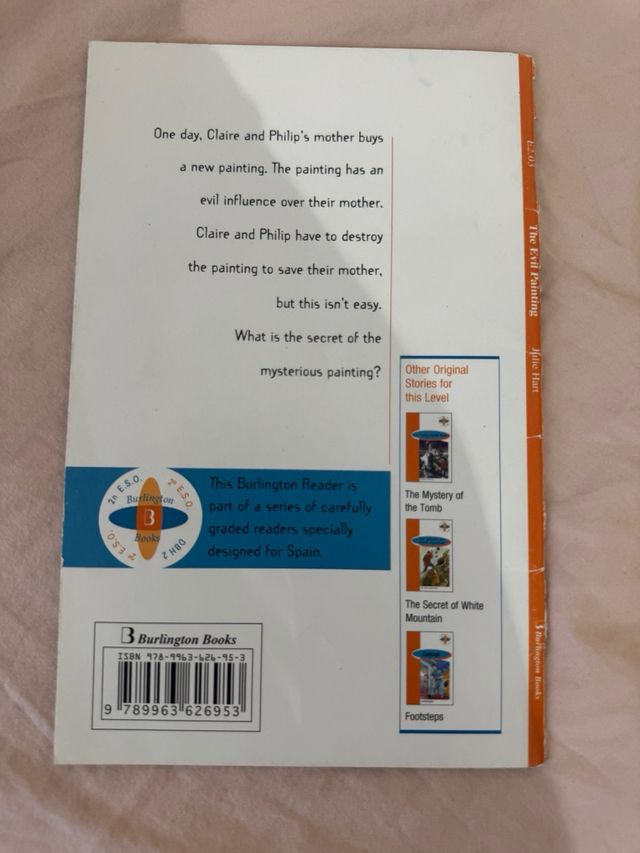 One day, Claire and Philip's mother buys
a new painting. The painting has an
evil influence over their mother.
Claire and Philip have to destroy
the painting to save their mother,
but this isn't easy.
What is the secret of the
mysterious painting?
Other Original
Stories for
this Level
The Mystery of
the Tomb
The Secret of White
Mountain
Footsteps
2n E.S.O.
2º E.S.O.
Burlington
B
Books
2º E.S.O.
DBH 2
This Burlington Reader is
part of a series of carefully
graded readers specially
designed for Spain.
B Burlington Books
ISBN 978-9963-626-95-3
9 789963 626953
The Evil Painting
Julie Hart
B Burlington Books